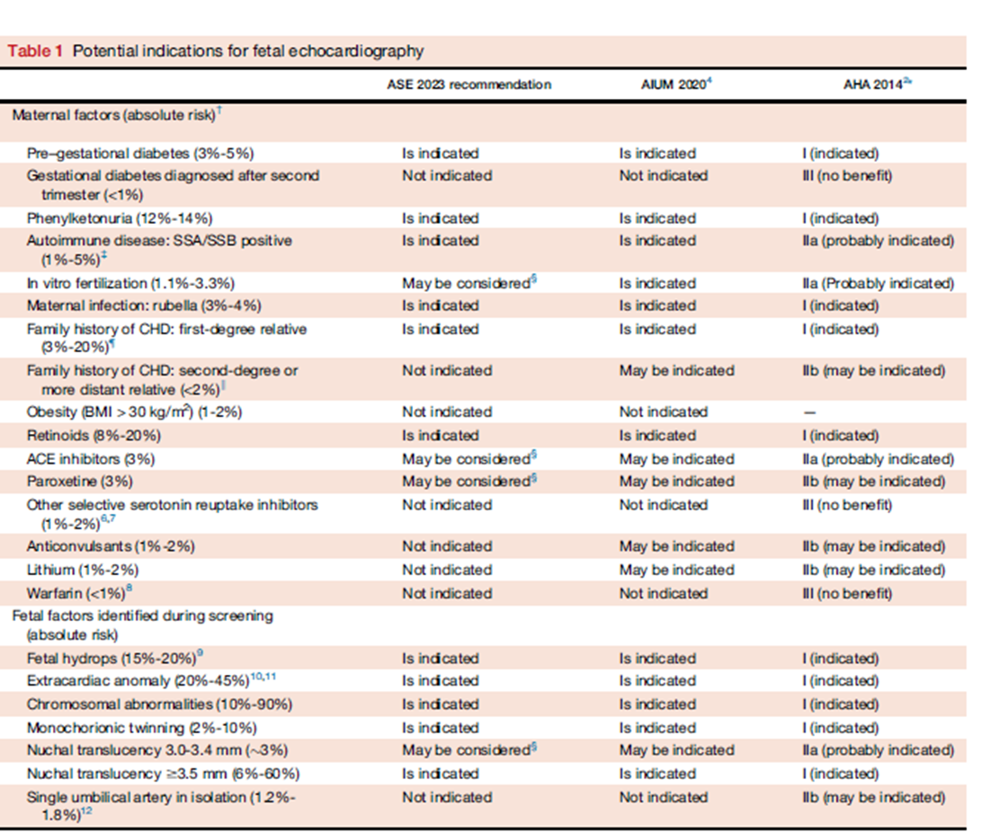 Table 1 Potential indications for fetal echocardiography
ASE 2023 recommendation AIUM 2020⁴ AHA 2014²*
Maternal factors (absolute risk)†
Pre–gestational diabetes (3%-5%) Is indicated Is indicated I (indicated)
Gestational diabetes diagnosed after second Not indicated Not indicated III (no benefit)
trimester (<1%)
Phenylketonuria (12%-14%) Is indicated Is indicated I (indicated)
Autoimmune disease: SSA/SSB positive Is indicated Is indicated IIa (probably indicated)
(1%-5%)‡
In vitro fertilization (1.1%-3.3%) May be considered§ Is indicated IIa (Probably indicated)
Maternal infection: rubella (3%-4%) Is indicated Is indicated I (indicated)
Family history of CHD: first-degree relative Is indicated Is indicated I (indicated)
(3%-20%)¶
Family history of CHD: second-degree or Not indicated May be indicated IIb (may be indicated)
more distant relative (<2%)‖
Obesity (BMI > 30 kg/m²) (1-2%) Not indicated Not indicated —
Retinoids (8%-20%) Is indicated Is indicated I (indicated)
ACE inhibitors (3%) May be considered§ May be indicated IIa (probably indicated)
Paroxetine (3%) May be considered§ May be indicated IIb (may be indicated)
Other selective serotonin reuptake inhibitors Not indicated Not indicated III (no benefit)
(1%-2%)⁶,⁷
Anticonvulsants (1%-2%) Not indicated May be indicated IIb (may be indicated)
Lithium (1%-2%) Not indicated May be indicated IIb (may be indicated)
Warfarin (<1%)⁸ Not indicated Not indicated III (no benefit)
Fetal factors identified during screening
(absolute risk)
Fetal hydrops (15%-20%)⁹ Is indicated Is indicated I (indicated)
Extracardiac anomaly (20%-45%)¹⁰,¹¹ Is indicated Is indicated I (indicated)
Chromosomal abnormalities (10%-90%) Is indicated Is indicated I (indicated)
Monochorionic twinning (2%-10%) Is indicated Is indicated I (indicated)
Nuchal translucency 3.0-3.4 mm (~3%) May be considered§ May be indicated IIa (probably indicated)
Nuchal translucency ≥3.5 mm (6%-60%) Is indicated Is indicated I (indicated)
Single umbilical artery in isolation (1.2%- Not indicated Not indicated IIb (may be indicated)
1.8%)¹²